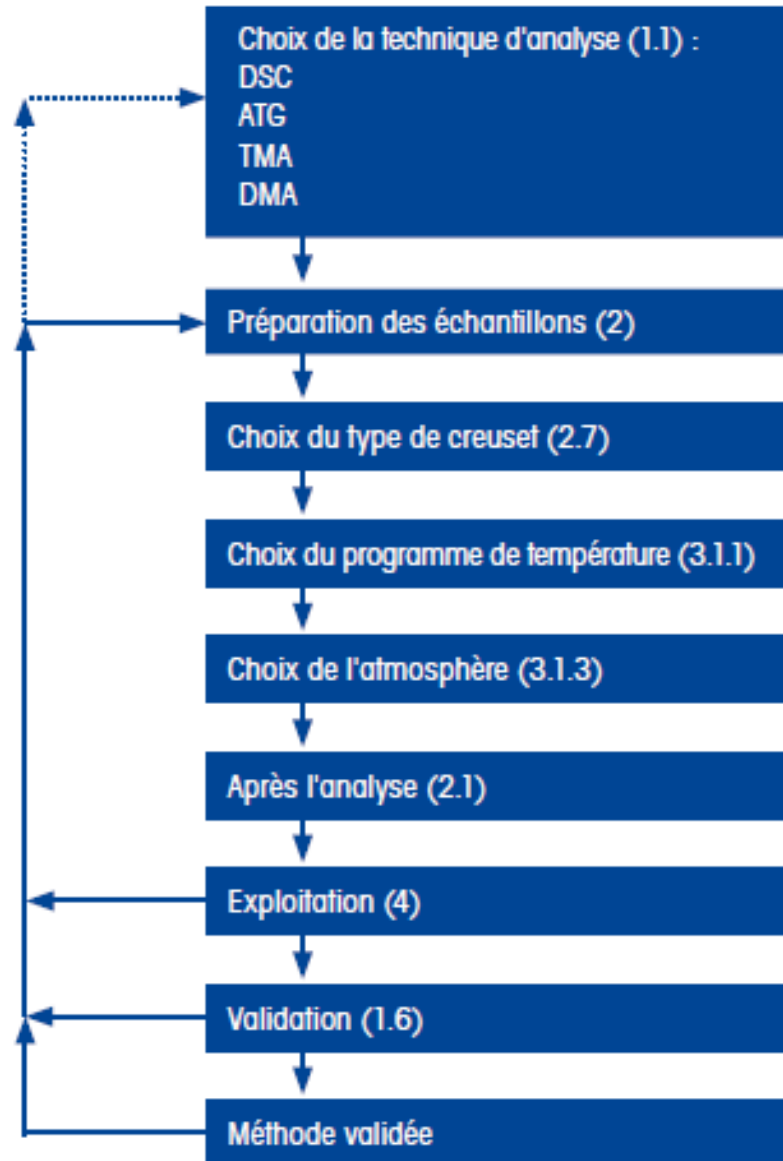 Choix de la technique d'analyse (1.1) :
DSC
ATG
TMA
DMA
Préparation des échantillons (2)
Choix du type de creuset (2.7)
Choix du programme de température (3.1.1)
Choix de l'atmosphère (3.1.3)
Après l'analyse (2.1)
Exploitation (4)
Validation (1.6)
Méthode validée